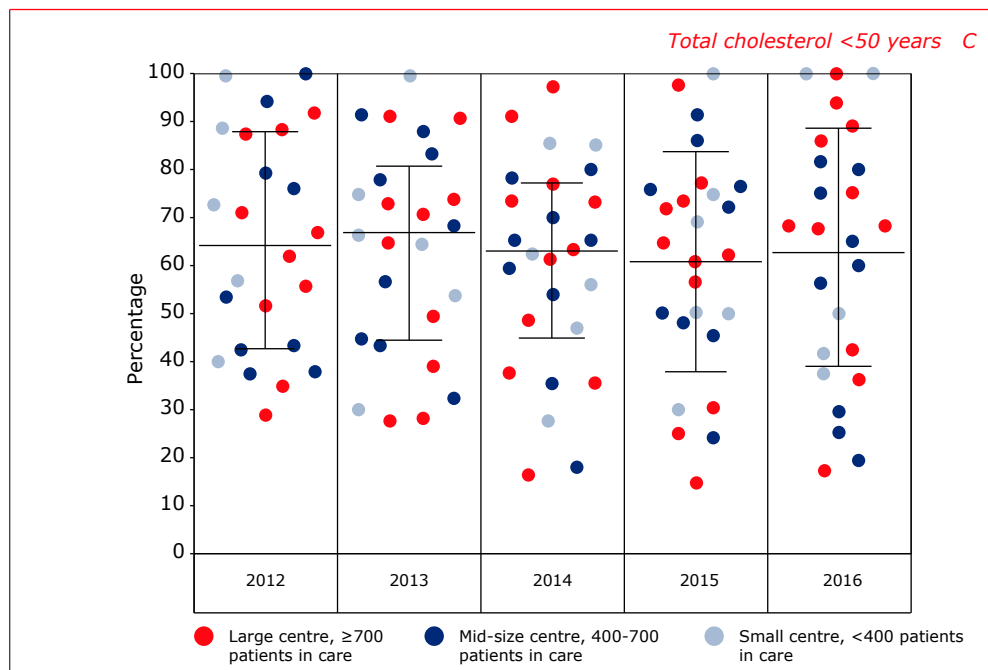 Total cholesterol <50 years C
Percentage
100
90
80
70
60
50
40
30
20
10
0
2012 2013 2014 2015 2016
Large centre, ≥700 patients in care
Mid-size centre, 400-700 patients in care
Small centre, <400 patients in care